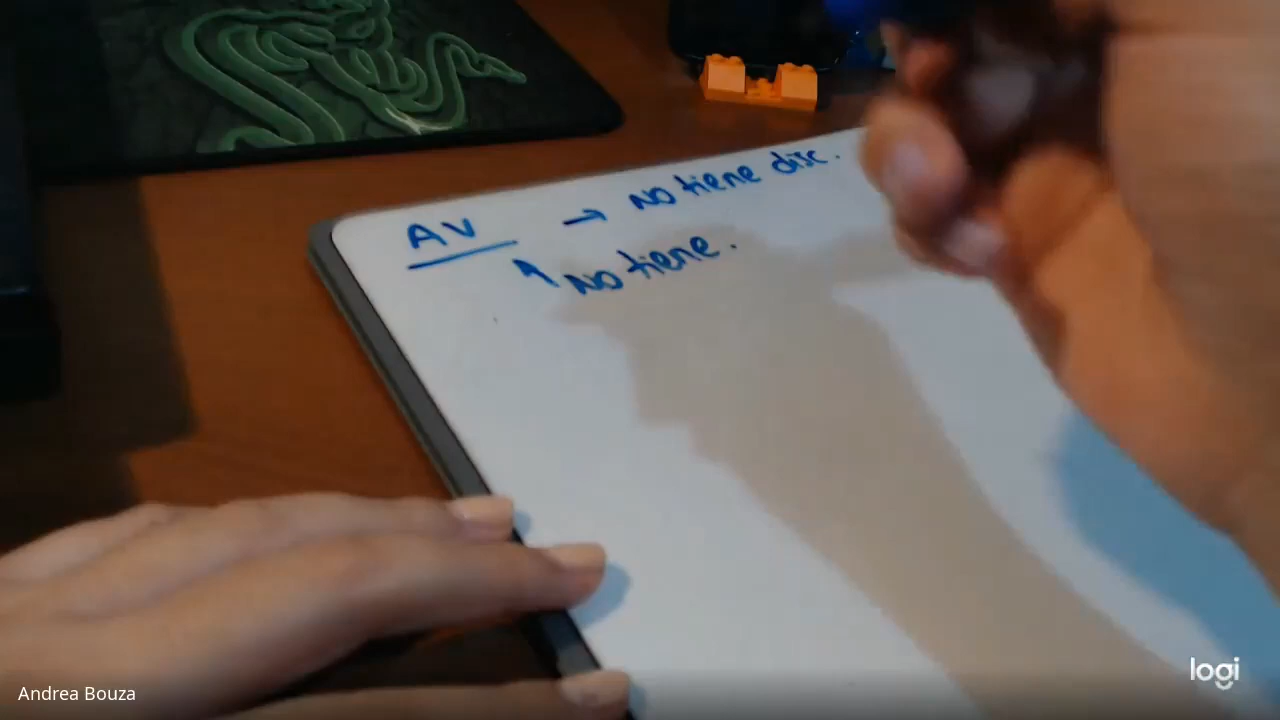 AV → No tiene disc.
No tiene.
Andrea Bouza
logi